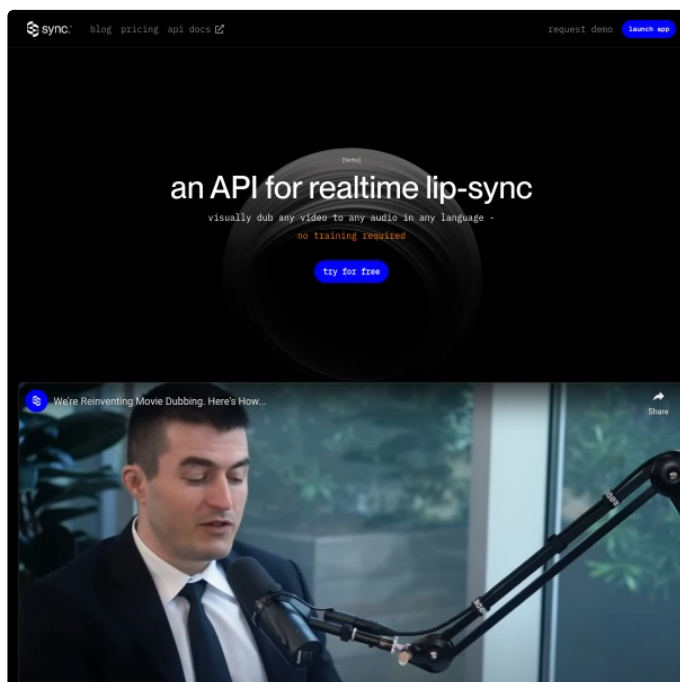 sync.
blog pricing api docs
request demo
launch app
[beta]
an API for realtime lip-sync
visually dub any video to any audio in any language -
no training required
try for free
We're Reinventing Movie Dubbing. Here's How...
Share
RODE
RODE